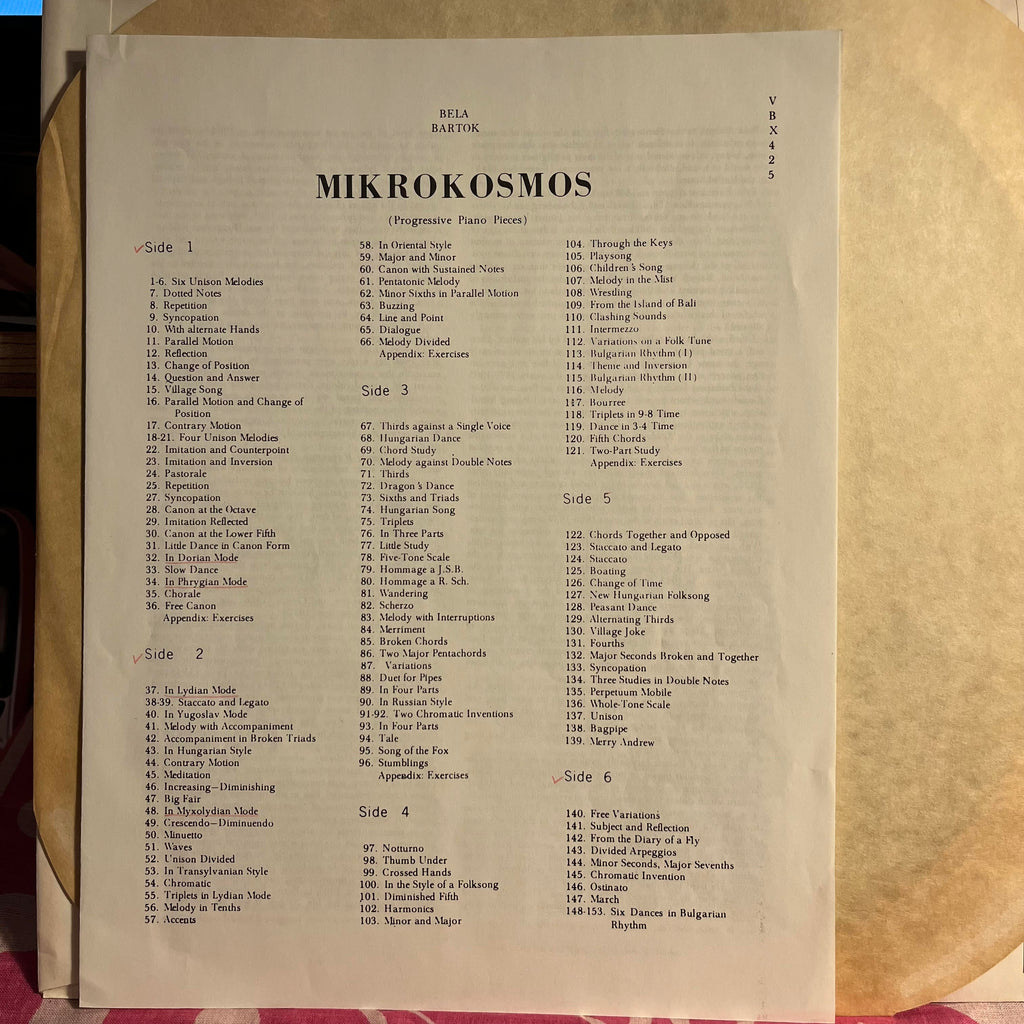 BELA
BARTOK
V
B
X
4
2
5
MIKROKOSMOS
(Progressive Piano Pieces)
Side 1
1-6. Six Unison Melodies
7. Dotted Notes
8. Repetition
9. Syncopation
10. With alternate Hands
11. Parallel Motion
12. Reflection
13. Change of Position
14. Question and Answer
15. Village Song
16. Parallel Motion and Change of
Position
17. Contrary Motion
18-21. Four Unison Melodies
22. Imitation and Counterpoint
23. Imitation and Inversion
24. Pastorale
25. Repetition
27. Syncopation
28. Canon at the Octave
29. Imitation Reflected
30. Canon at the Lower Fifth
31. Little Dance in Canon Form
32. In Dorian Mode
33. Slow Dance
34. In Phrygian Mode
35. Chorale
36. Free Canon
Appendix: Exercises
Side 2
37. In Lydian Mode
38-39. Staccato and Legato
40. In Yugoslav Mode
41. Melody with Accompaniment
42. Accompaniment in Broken Triads
43. In Hungarian Style
44. Contrary Motion
45. Meditation
46. Increasing—Diminishing
47. Big Fair
48. In Myxolydian Mode
49. Crescendo—Diminuendo
50. Minuetto
51. Waves
52. Unison Divided
53. In Transylvanian Style
54. Chromatic
55. Triplets in Lydian Mode
56. Melody in Tenths
57. Accents
58. In Oriental Style
59. Major and Minor
60. Canon with Sustained Notes
61. Pentatonic Melody
62. Minor Sixths in Parallel Motion
63. Buzzing
64. Line and Point
65. Dialogue
66. Melody Divided
Appendix: Exercises
Side 3
67. Thirds against a Single Voice
68. Hungarian Dance
69. Chord Study
70. Melody against Double Notes
71. Thirds
72. Dragon's Dance
73. Sixths and Triads
74. Hungarian Song
75. Triplets
76. In Three Parts
77. Little Study
78. Five-Tone Scale
79. Hommage a J.S.B.
80. Hommage a R. Sch.
81. Wandering
82. Scherzo
83. Melody with Interruptions
84. Merriment
85. Broken Chords
86. Two Major Pentachords
87. Variations
88. Duet for Pipes
89. In Four Parts
90. In Russian Style
91-92. Two Chromatic Inventions
93. In Four Parts
94. Tale
95. Song of the Fox
96. Stumblings
Appendix: Exercises
Side 4
97. Notturno
98. Thumb Under
99. Crossed Hands
100. In the Style of a Folksong
101. Diminished Fifth
102. Harmonics
103. Minor and Major
104. Through the Keys
105. Playsong
106. Children's Song
107. Melody in the Mist
108. Wrestling
109. From the Island of Bali
110. Clashing Sounds
111. Intermezzo
112. Variations on a Folk Tune
113. Bulgarian Rhythm (I)
114. Theme and Inversion
115. Bulgarian Rhythm (II)
116. Melody
117. Bourree
118. Triplets in 9-8 Time
119. Dance in 3-4 Time
120. Fifth Chords
121. Two-Part Study
Appendix: Exercises
Side 5
122. Chords Together and Opposed
123. Staccato and Legato
124. Staccato
125. Boating
126. Change of Time
127. New Hungarian Folksong
128. Peasant Dance
129. Alternating Thirds
130. Village Joke
131. Fourths
132. Major Seconds Broken and Together
133. Syncopation
134. Three Studies in Double Notes
135. Perpetuum Mobile
136. Whole-Tone Scale
137. Unison
138. Bagpipe
139. Merry Andrew
Side 6
140. Free Variations
141. Subject and Reflection
142. From the Diary of a Fly
143. Divided Arpeggios
144. Minor Seconds, Major Sevenths
145. Chromatic Invention
146. Ostinato
147. March
148-153. Six Dances in Bulgarian
Rhythm